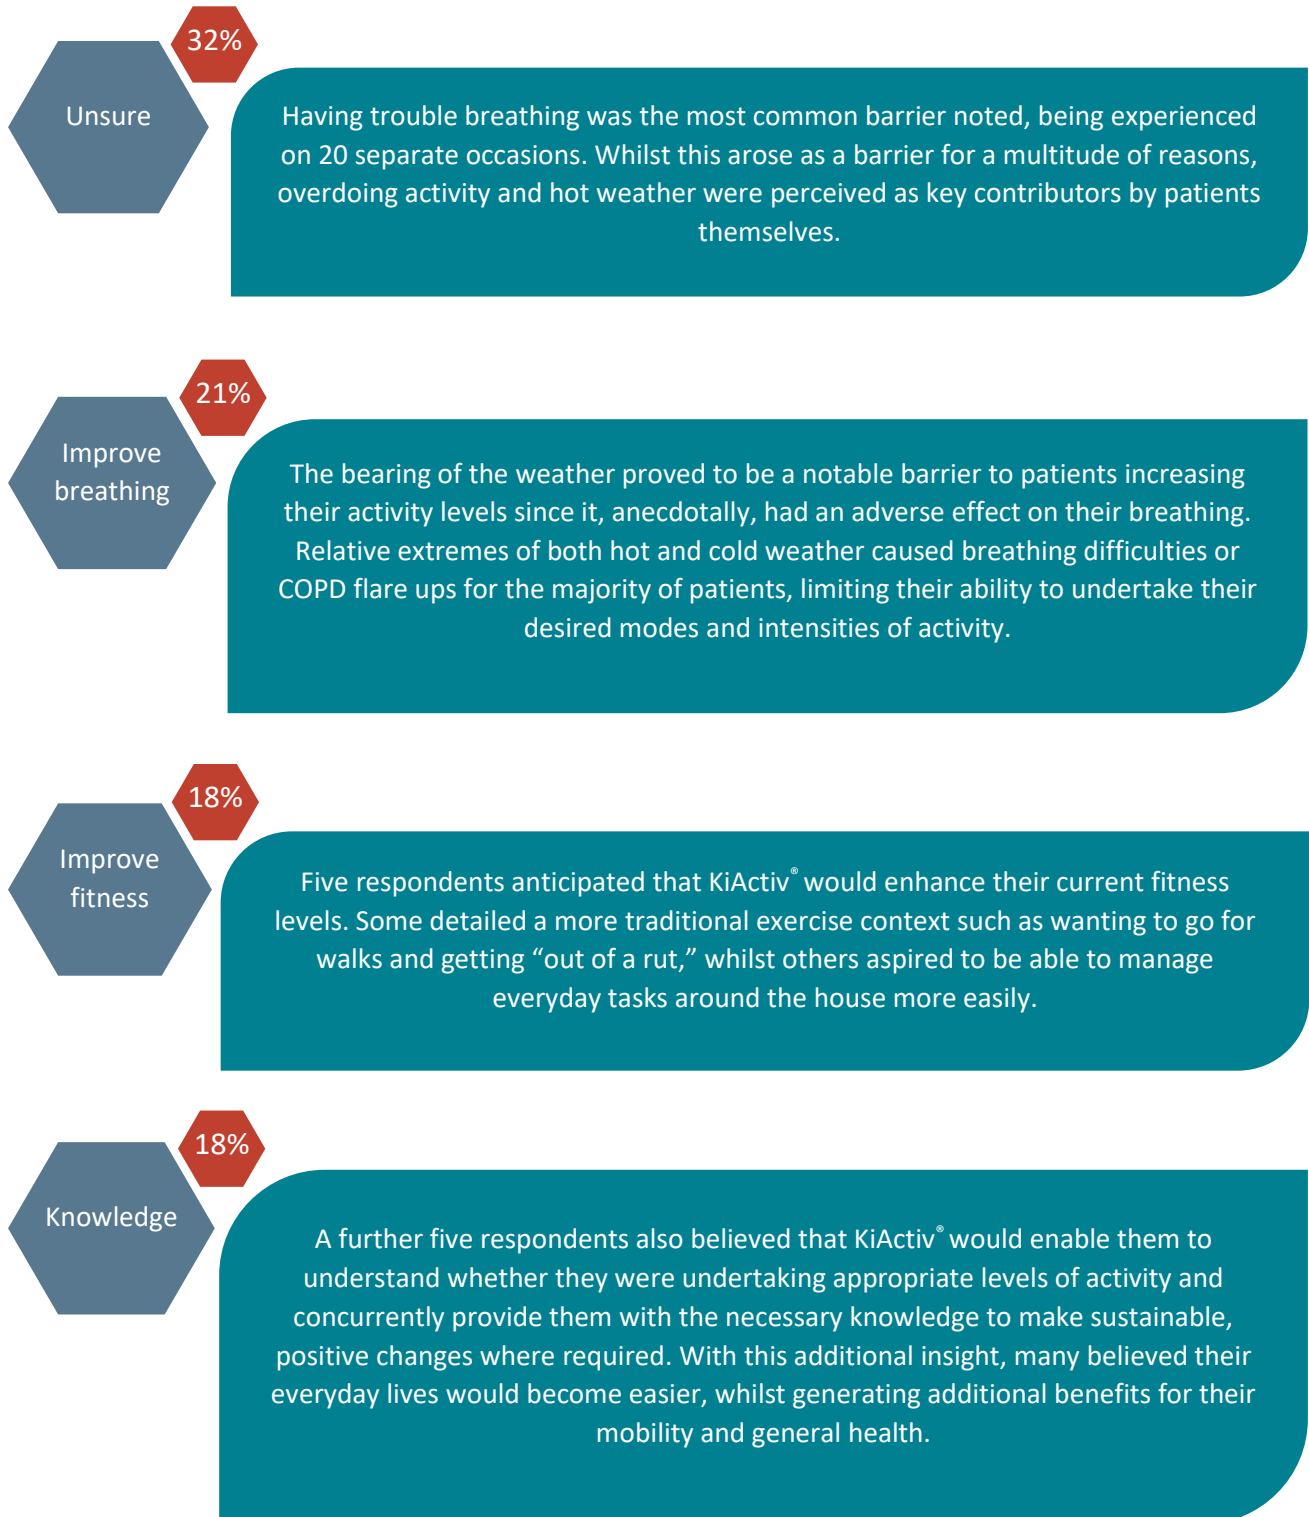 32%
Unsure
Having trouble breathing was the most common barrier noted, being experienced
on 20 separate occasions. Whilst this arose as a barrier for a multitude of reasons,
overdoing activity and hot weather were perceived as key contributors by patients
themselves.
21%
Improve
breathing
The bearing of the weather proved to be a notable barrier to patients increasing
their activity levels since it, anecdotally, had an adverse effect on their breathing.
Relative extremes of both hot and cold weather caused breathing difficulties or
COPD flare ups for the majority of patients, limiting their ability to undertake their
desired modes and intensities of activity.
18%
Improve
fitness
Five respondents anticipated that KiActiv® would enhance their current fitness
levels. Some detailed a more traditional exercise context such as wanting to go for
walks and getting “out of a rut,” whilst others aspired to be able to manage
everyday tasks around the house more easily.
18%
Knowledge
A further five respondents also believed that KiActiv® would enable them to
understand whether they were undertaking appropriate levels of activity and
concurrently provide them with the necessary knowledge to make sustainable,
positive changes where required. With this additional insight, many believed their
everyday lives would become easier, whilst generating additional benefits for their
mobility and general health.